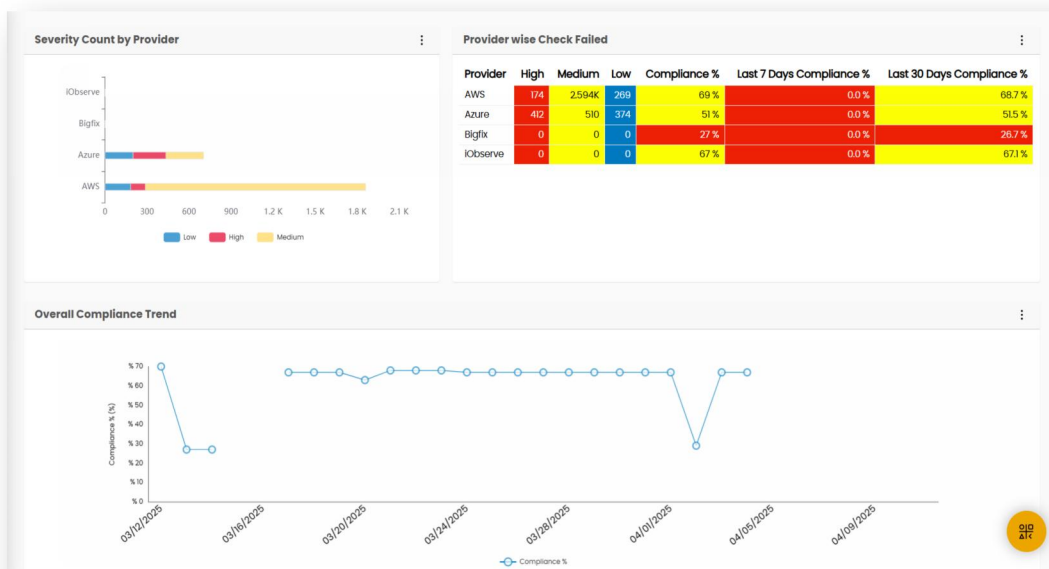 Severity Count by Provider
iObserve
Bigfix
Azure
AWS
0 300 600 900 1.2 K 1.5 K 1.8 K 2.1 K
Low High Medium
Provider wise Check Failed
Provider High Medium Low Compliance % Last 7 Days Compliance % Last 30 Days Compliance %
AWS 174 2.594K 269 69 % 0.0 % 68.7 %
Azure 412 510 374 51 % 0.0 % 51.5 %
Bigfix 0 0 0 27 % 0.0 % 26.7 %
iObserve 0 0 0 67 % 0.0 % 67.1 %
Overall Compliance Trend
Compliance % (%)
% 70
% 60
% 50
% 40
% 30
% 20
% 10
% 0
03/12/2025 03/16/2025 03/20/2025 03/24/2025 03/28/2025 04/01/2025 04/05/2025 04/09/2025
Compliance %